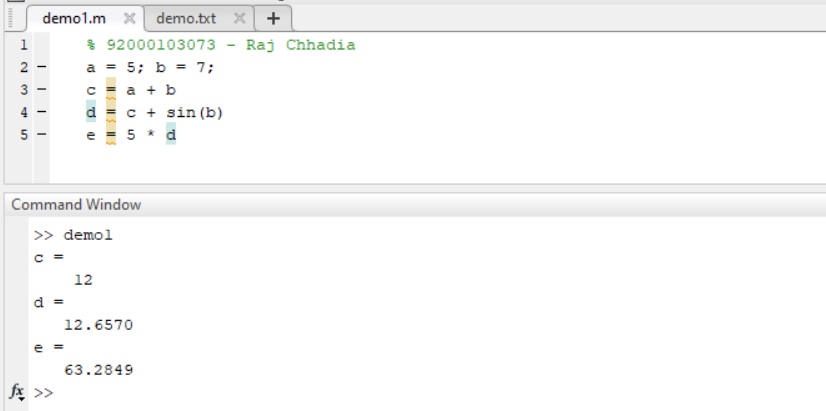 demo1.m × demo.txt × +
1 % 92000103073 - Raj Chhadia
2 - a = 5; b = 7;
3 - c = a + b
4 - d = c + sin(b)
5 - e = 5 * d
Command Window
>> demo1
c =
12
d =
12.6570
e =
63.2849
fx >>